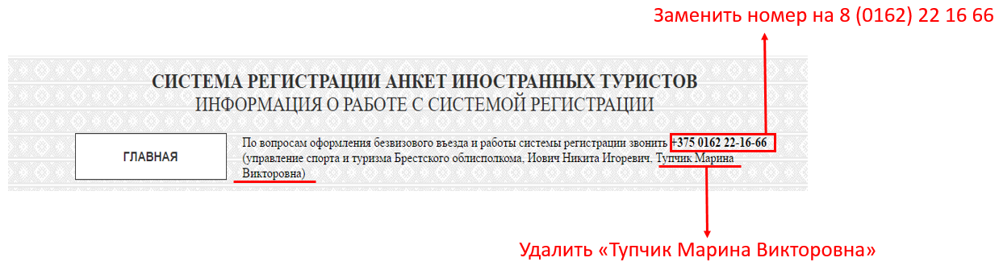 Заменить номер на 8 (0162) 22 16 66
СИСТЕМА РЕГИСТРАЦИИ АНКЕТ ИНОСТРАННЫХ ТУРИСТОВ
ИНФОРМАЦИЯ О РАБОТЕ С СИСТЕМОЙ РЕГИСТРАЦИИ
ГЛАВНАЯ
По вопросам оформления безвизового въезда и работы системы регистрации звонить +375 0162 22-16-66
(управление спорта и туризма Брестского облисполкома, Иович Никита Игоревич, Тупчик Марина
Викторовна)
Удалить «Тупчик Марина Викторовна»